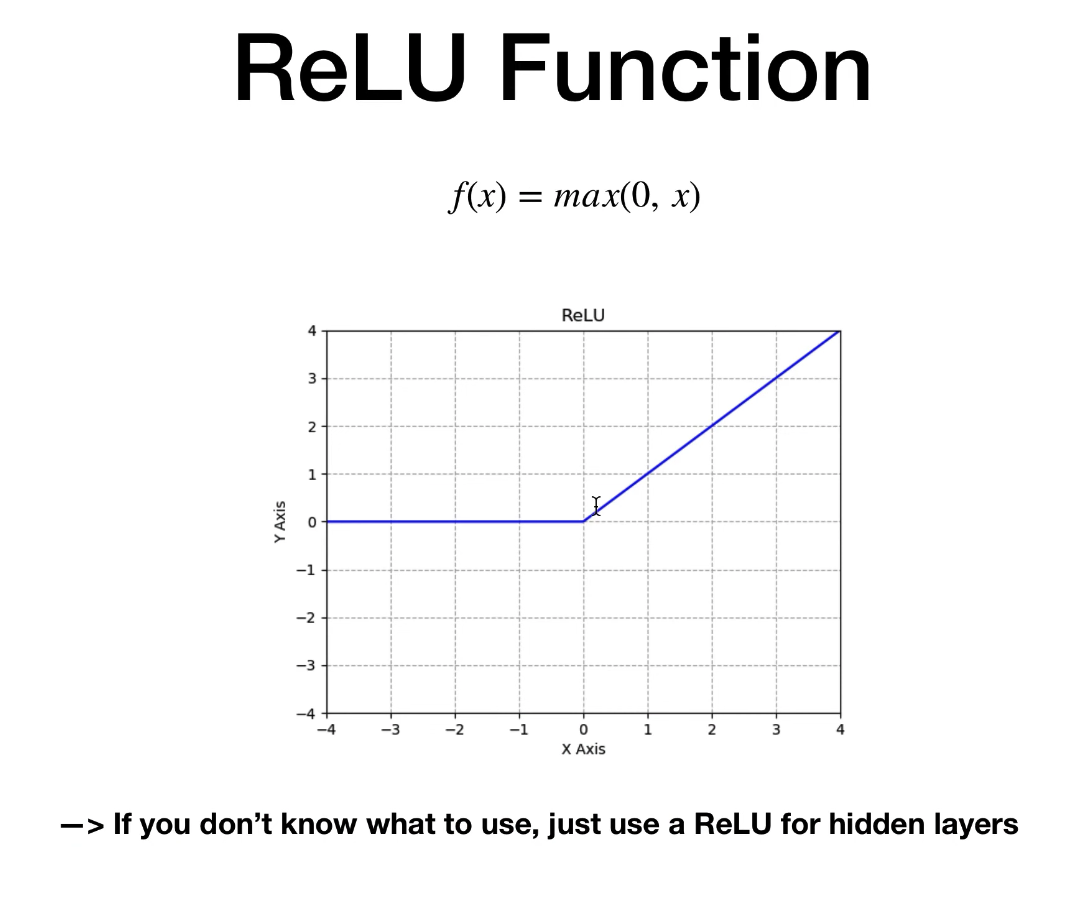 ReLU Function
f(x) = max(0, x)
ReLU
4
3
2
1
0
−1
−2
−3
−4
Y Axis
−4 −3 −2 −1 0 1 2 3 4
X Axis
—> If you don’t know what to use, just use a ReLU for hidden layers